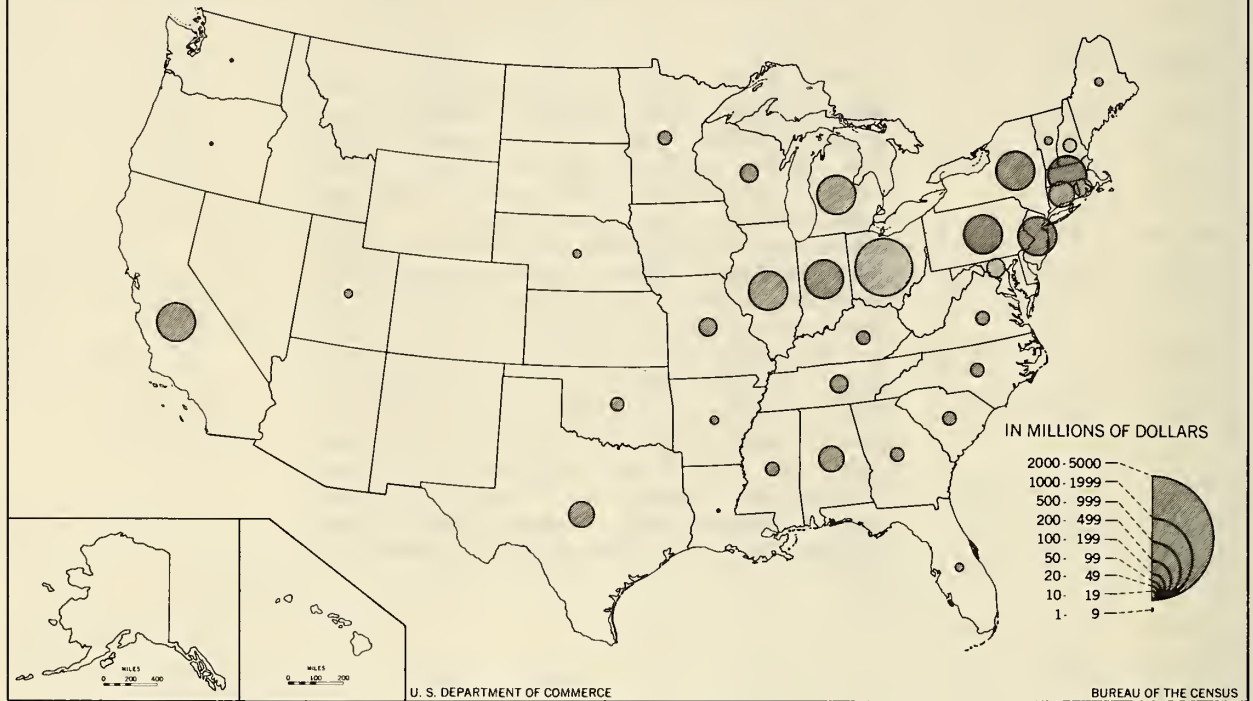 IN MILLIONS OF DOLLARS
2000 - 5000
1000 - 1999
500 - 999
200 - 499
100 - 199
50 - 99
20 - 49
10 - 19
1 - 9
MILES
0 200 400
MILES
0 100 200
U. S. DEPARTMENT OF COMMERCE
BUREAU OF THE CENSUS